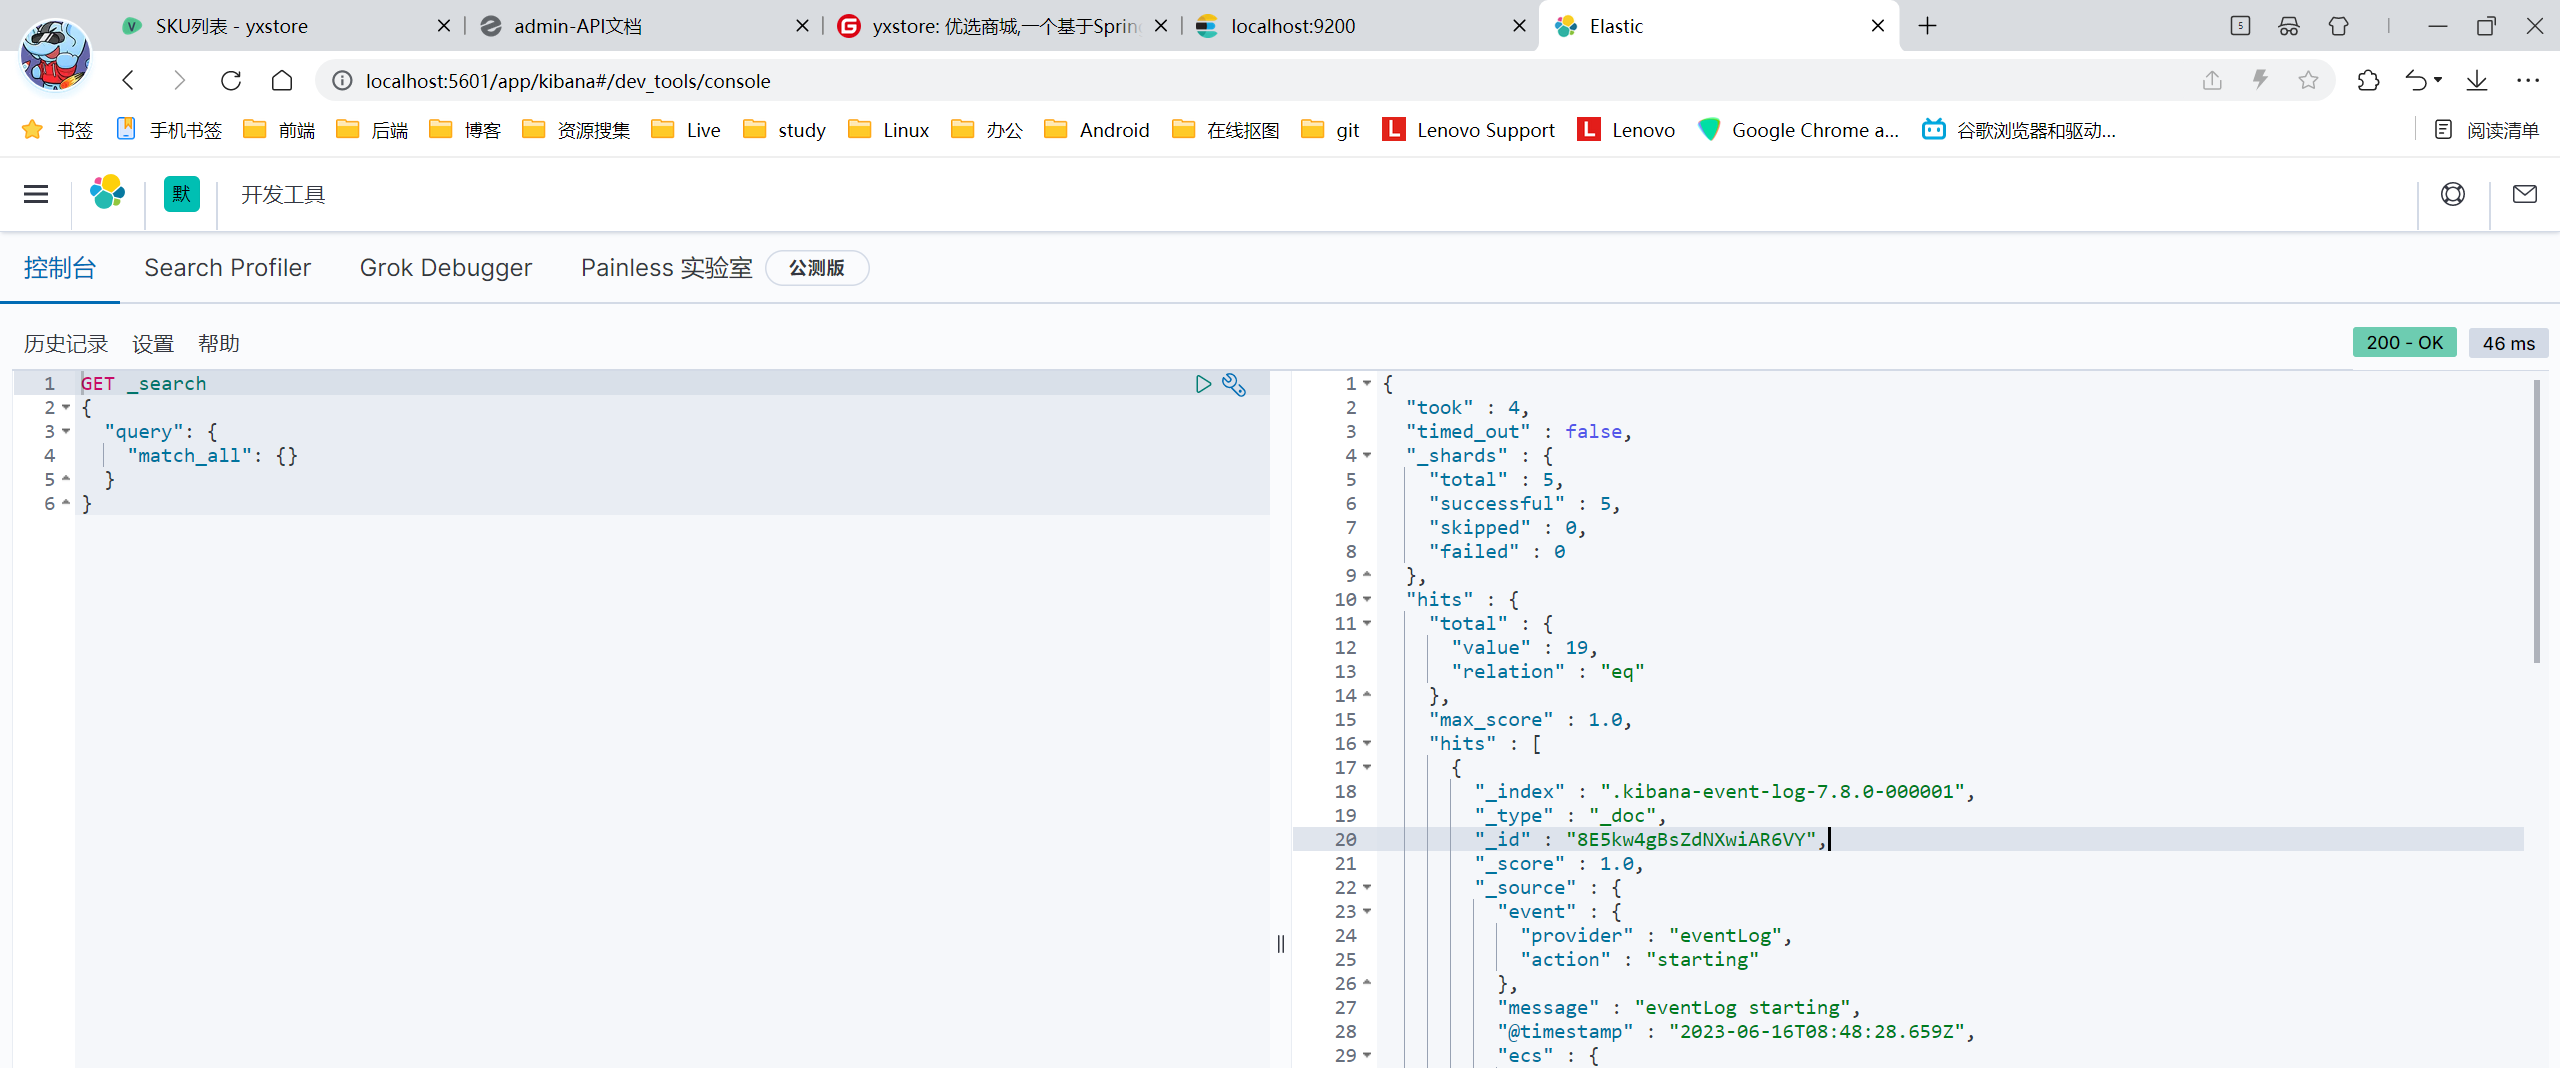 SKU列表 - yxstore
admin-API文档
yxstore: 优选商城,一个基于Sprin
localhost:9200
Elastic
5
localhost:5601/app/kibana#/dev_tools/console
书签
手机书签
前端
后端
博客
资源搜集
Live
study
Linux
办公
Android
在线抠图
git
L
Lenovo Support
L
Lenovo
Google Chrome a...
谷歌浏览器和驱动...
阅读清单
默
开发工具
控制台
Search Profiler
Grok Debugger
Painless 实验室
公测版
历史记录
设置
帮助
200 - OK
46 ms
1 GET _search
2 {
3 "query": {
4 "match_all": {}
5 }
6 }
1 {
2 "took" : 4,
3 "timed_out" : false,
4 "_shards" : {
5 "total" : 5,
6 "successful" : 5,
7 "skipped" : 0,
8 "failed" : 0
9 },
10 "hits" : {
11 "total" : {
12 "value" : 19,
13 "relation" : "eq"
14 },
15 "max_score" : 1.0,
16 "hits" : [
17 {
18 "_index" : ".kibana-event-log-7.8.0-000001",
19 "_type" : "_doc",
20 "_id" : "8E5kw4gBsZdNXwiAR6VY",
21 "_score" : 1.0,
22 "_source" : {
23 "event" : {
24 "provider" : "eventLog",
25 "action" : "starting"
26 },
27 "message" : "eventLog starting",
28 "@timestamp" : "2023-06-16T08:48:28.659Z",
29 "ecs" : {